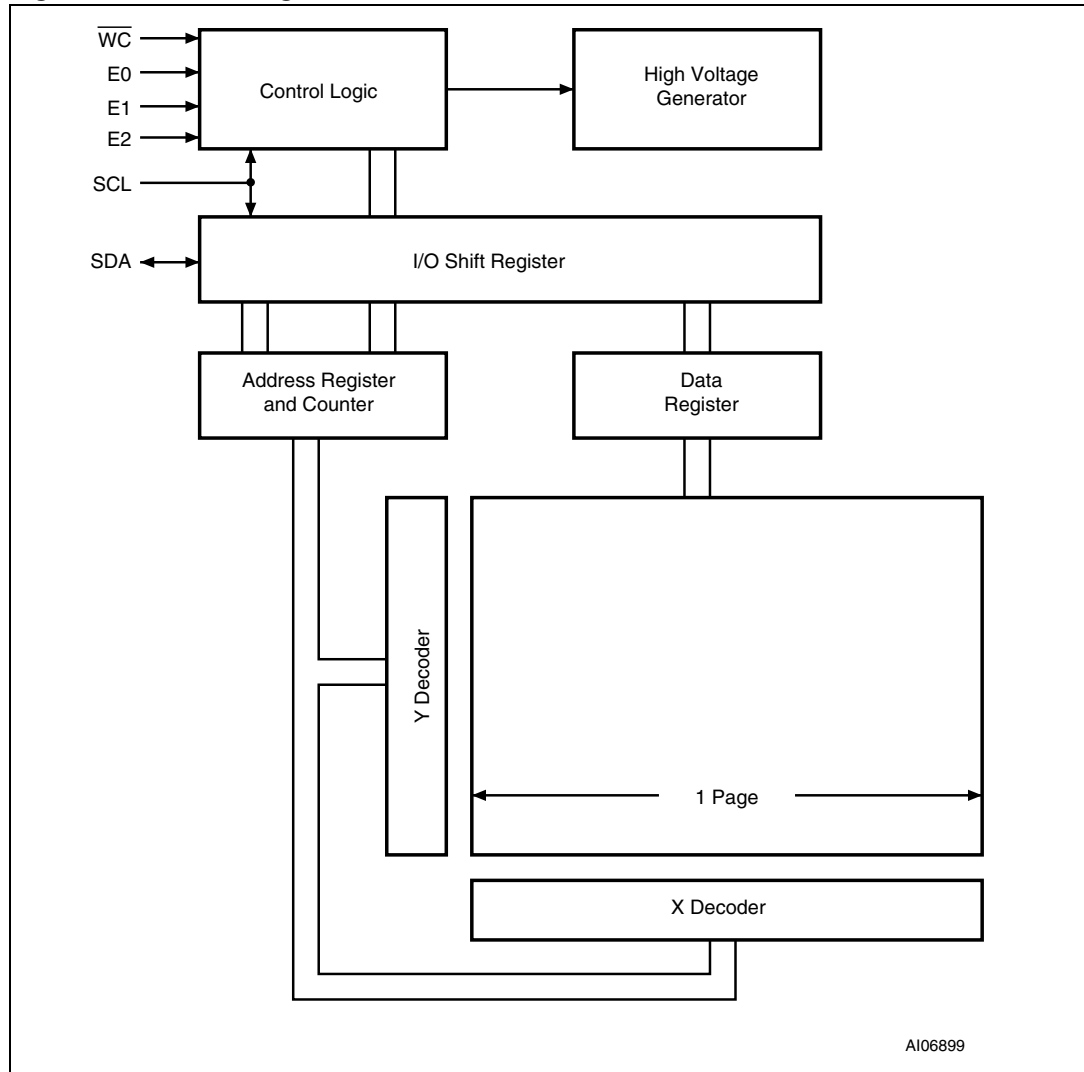 WC
E0
E1
E2
SCL
SDA
Control Logic
High Voltage
Generator
I/O Shift Register
Address Register
and Counter
Data
Register
Y Decoder
1 Page
X Decoder
AI06899